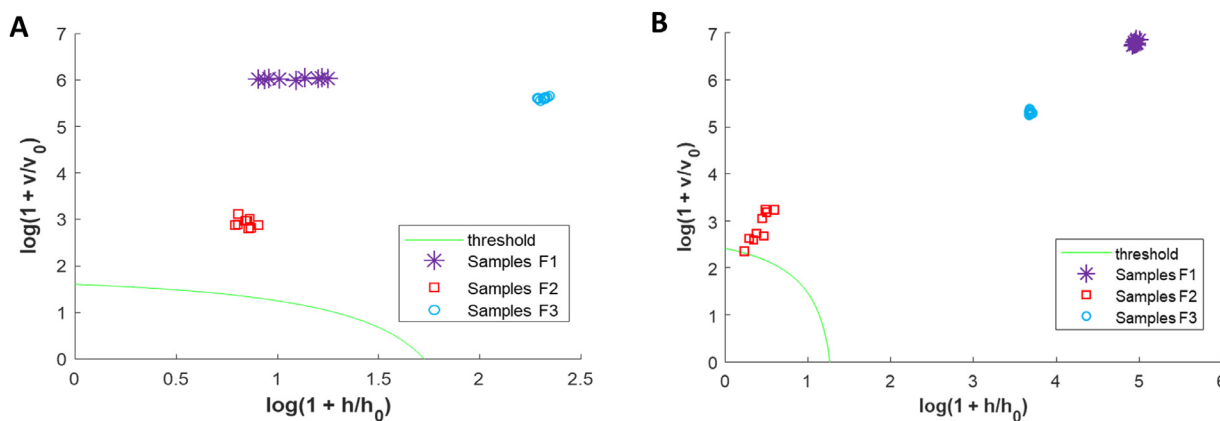 A
7
6
5
4
3
2
1
0
log(1 + v/v0)
0
0.5
1
1.5
2
2.5
log(1 + h/h0)
threshold
Samples F1
Samples F2
Samples F3
B
7
6
5
4
3
2
1
0
log(1 + v/v0)
0
1
2
3
4
5
6
log(1 + h/h0)
threshold
Samples F1
Samples F2
Samples F3